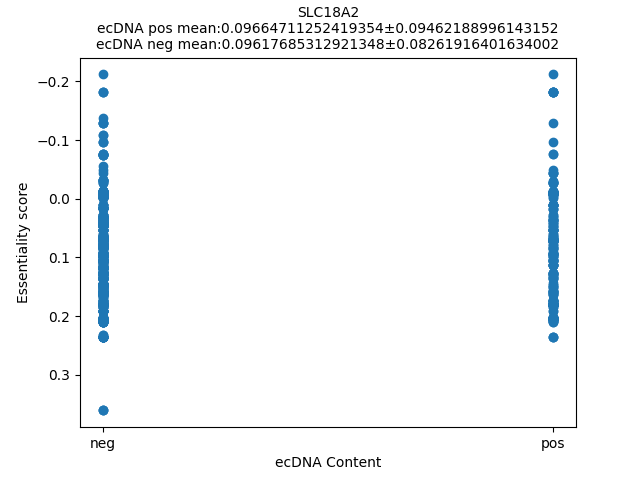 SLC18A2
ecDNA pos mean:0.09664711252419354±0.09462188996143152
ecDNA neg mean:0.09617685312921348±0.08261916401634002
−0.2
−0.1
0.0
0.1
0.2
0.3
Essentiality score
neg
pos
ecDNA Content